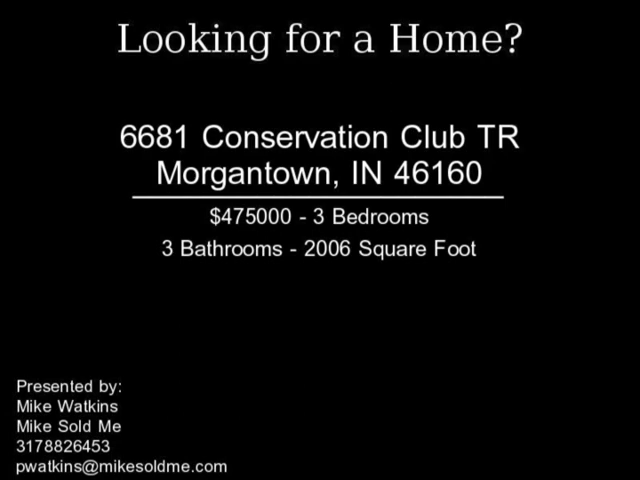 Looking for a Home?
6681 Conservation Club TR
Morgantown, IN 46160
$475000 - 3 Bedrooms
3 Bathrooms - 2006 Square Foot
Presented by:
Mike Watkins
Mike Sold Me
3178826453
pwatkins@mikesoldme.com